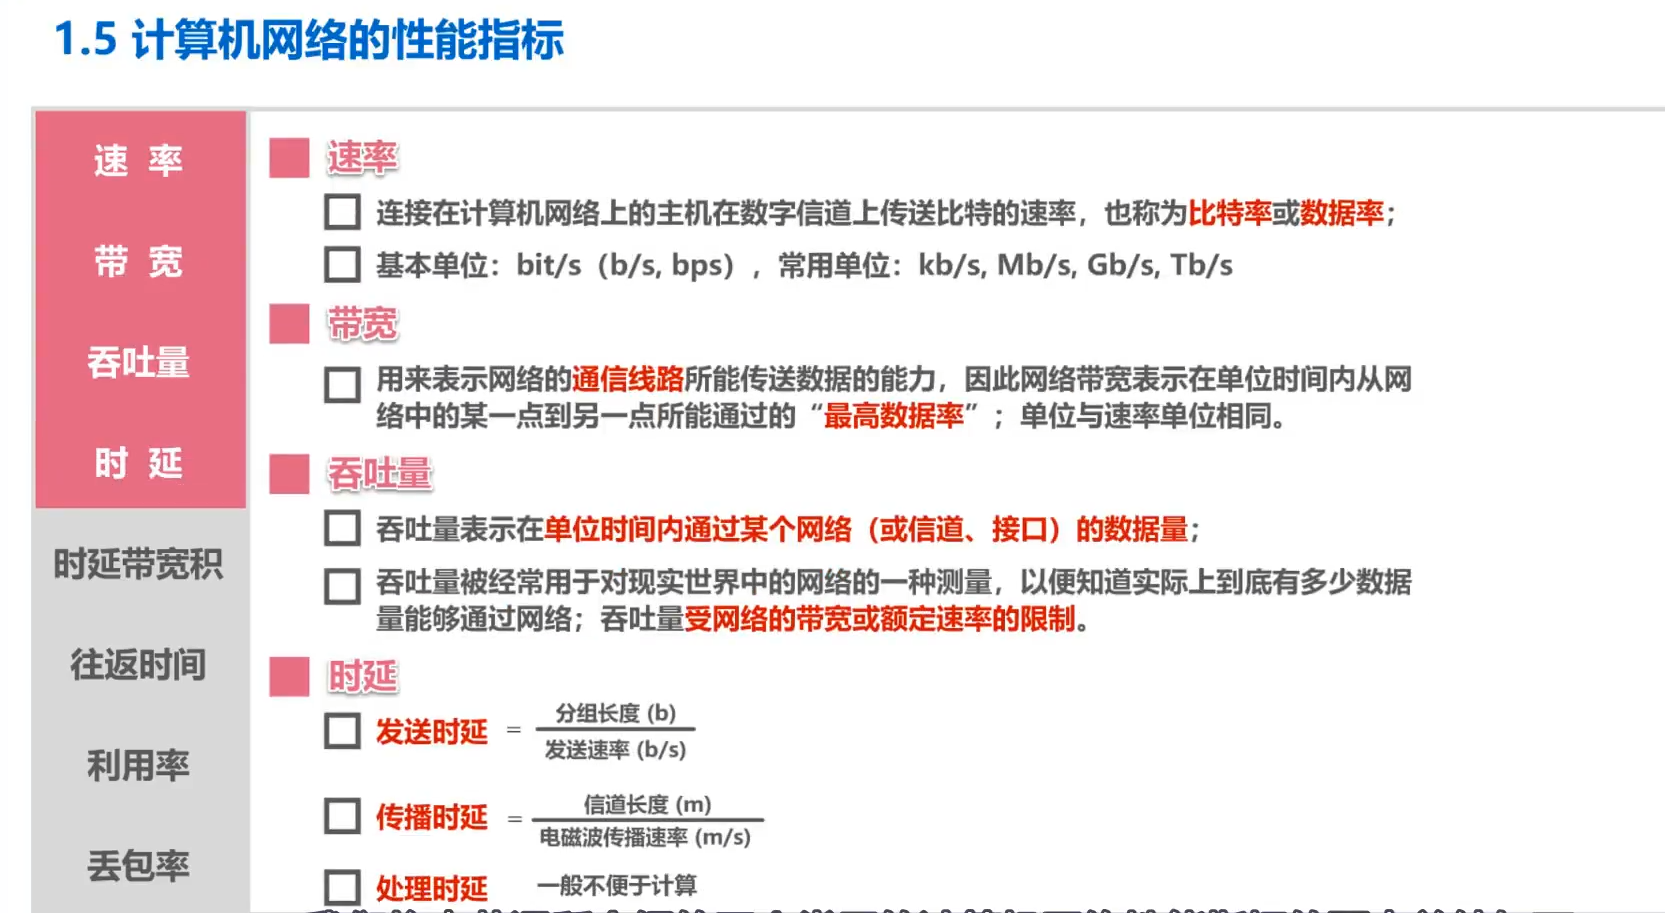 1.5 计算机网络的性能指标
速 率
带 宽
吞吐量
时 延
时延带宽积
往返时间
利用率
丢包率
速率
连接在计算机网络上的主机在数字信道上传送比特的速率，也称为比特率或数据率；
基本单位：bit/s（b/s, bps），常用单位：kb/s, Mb/s, Gb/s, Tb/s
带宽
用来表示网络的通信线路所能传送数据的能力，因此网络带宽表示在单位时间内从网
络中的某一点到另一点所能通过的“最高数据率”；单位与速率单位相同。
吞吐量
吞吐量表示在单位时间内通过某个网络（或信道、接口）的数据量；
吞吐量被经常用于对现实世界中的网络的一种测量，以便知道实际上到底有多少数据
量能够通过网络；吞吐量受网络的带宽或额定速率的限制。
时延
发送时延 = 分组长度 (b)
发送速率 (b/s)
传播时延 = 信道长度 (m)
电磁波传播速率 (m/s)
处理时延 一般不便于计算